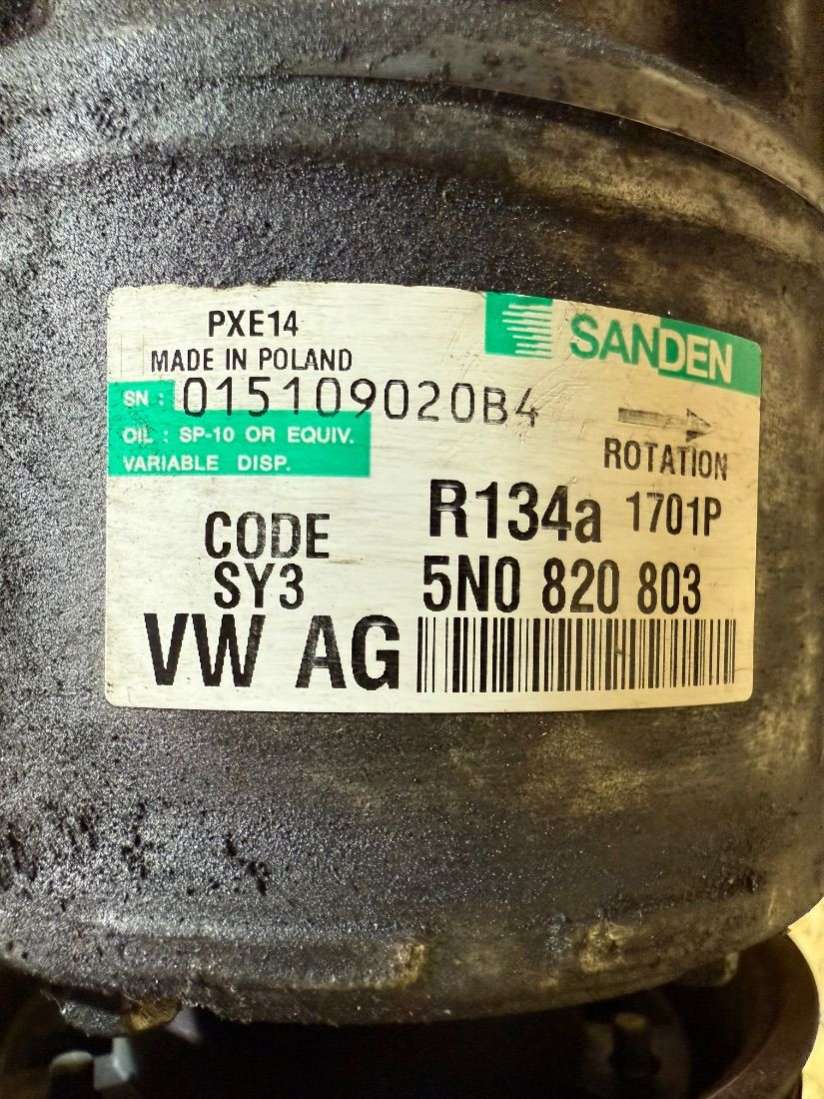 PXE14
SANDEN
MADE IN POLAND
SN : 015109020B4
OIL : SP-10 OR EQUIV.
VARIABLE DISP.
ROTATION
R134a 1701P
CODE
SY3
5N0 820 803
VW AG